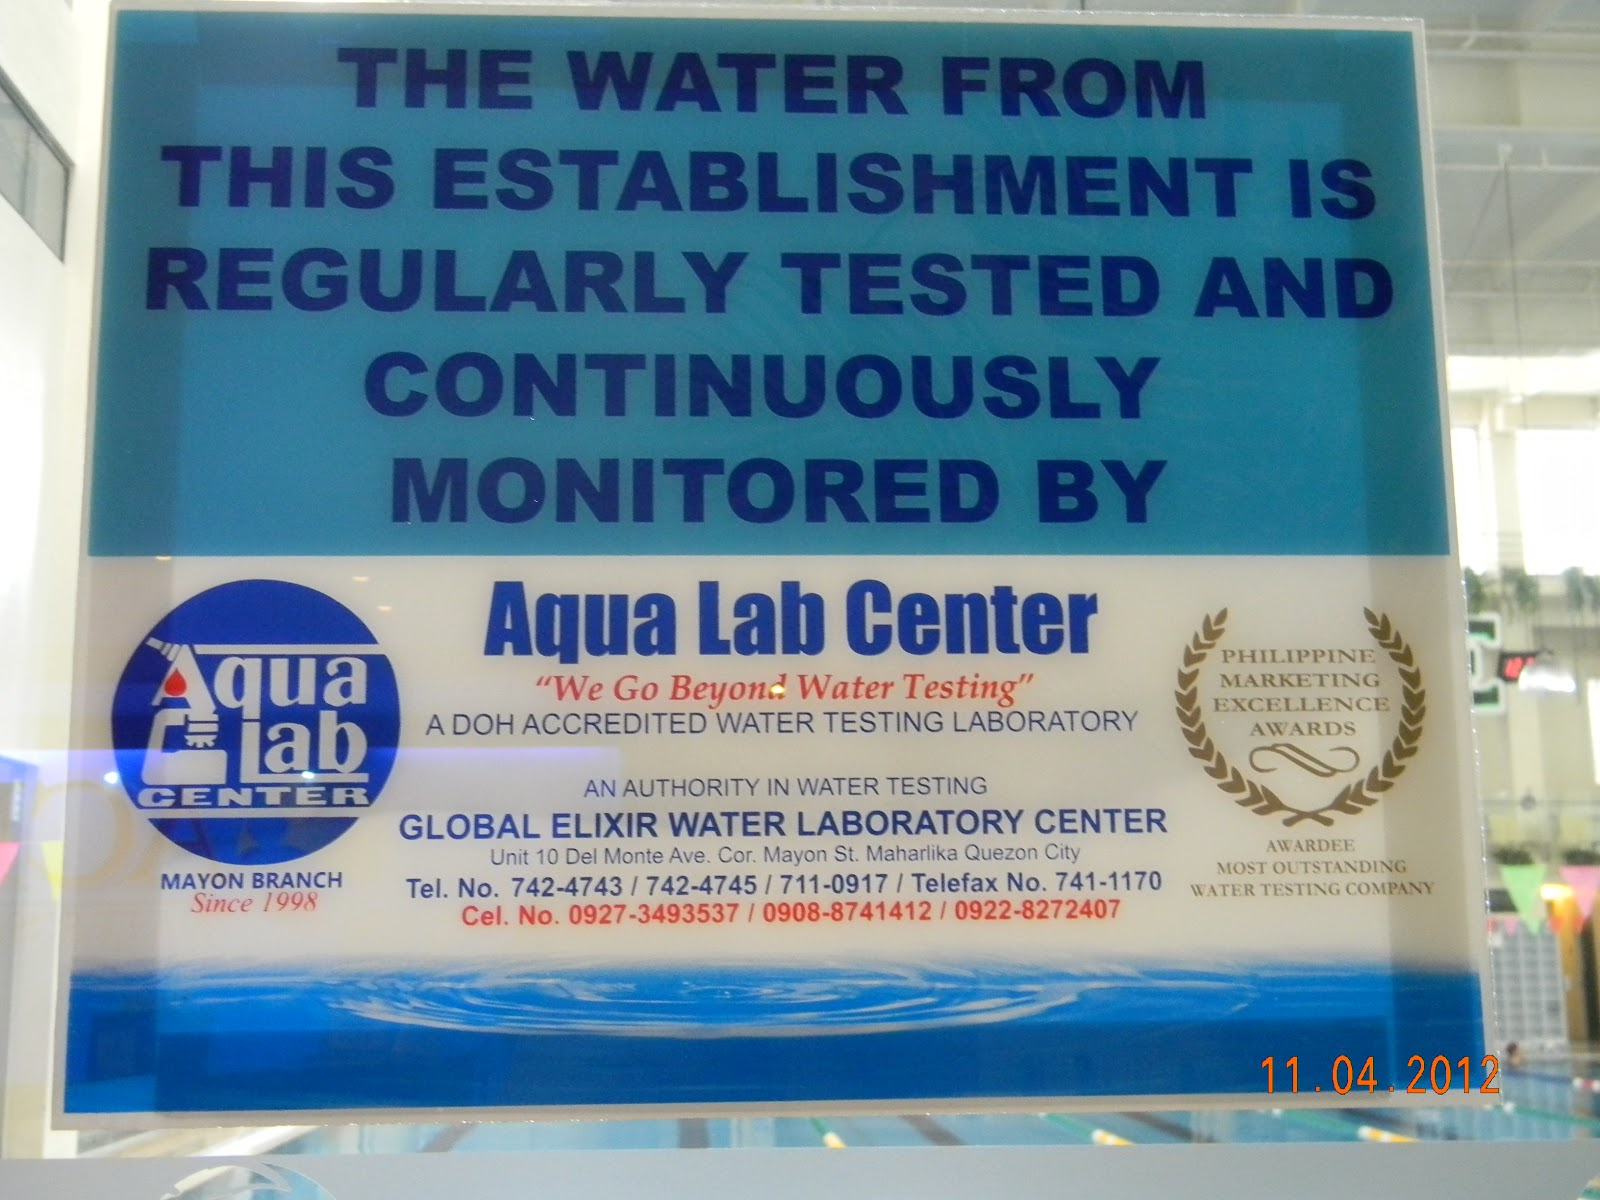 THE WATER FROM
THIS ESTABLISHMENT IS
REGULARLY TESTED AND
CONTINUOUSLY
MONITORED BY
Aqua
Lab
CENTER
MAYON BRANCH
Since 1998
Aqua Lab Center
"We Go Beyond Water Testing"
A DOH ACCREDITED WATER TESTING LABORATORY
AN AUTHORITY IN WATER TESTING
GLOBAL ELIXIR WATER LABORATORY CENTER
Unit 10 Del Monte Ave. Cor. Mayon St. Maharlika Quezon City
Tel. No. 742-4743 / 742-4745 / 711-0917 / Telefax No. 741-1170
Cel. No. 0927-3493537 / 0908-8741412 / 0922-8272407
PHILIPPINE
MARKETING
EXCELLENCE
AWARDS
AWARDEE
MOST OUTSTANDING
WATER TESTING COMPANY
11.04.2012